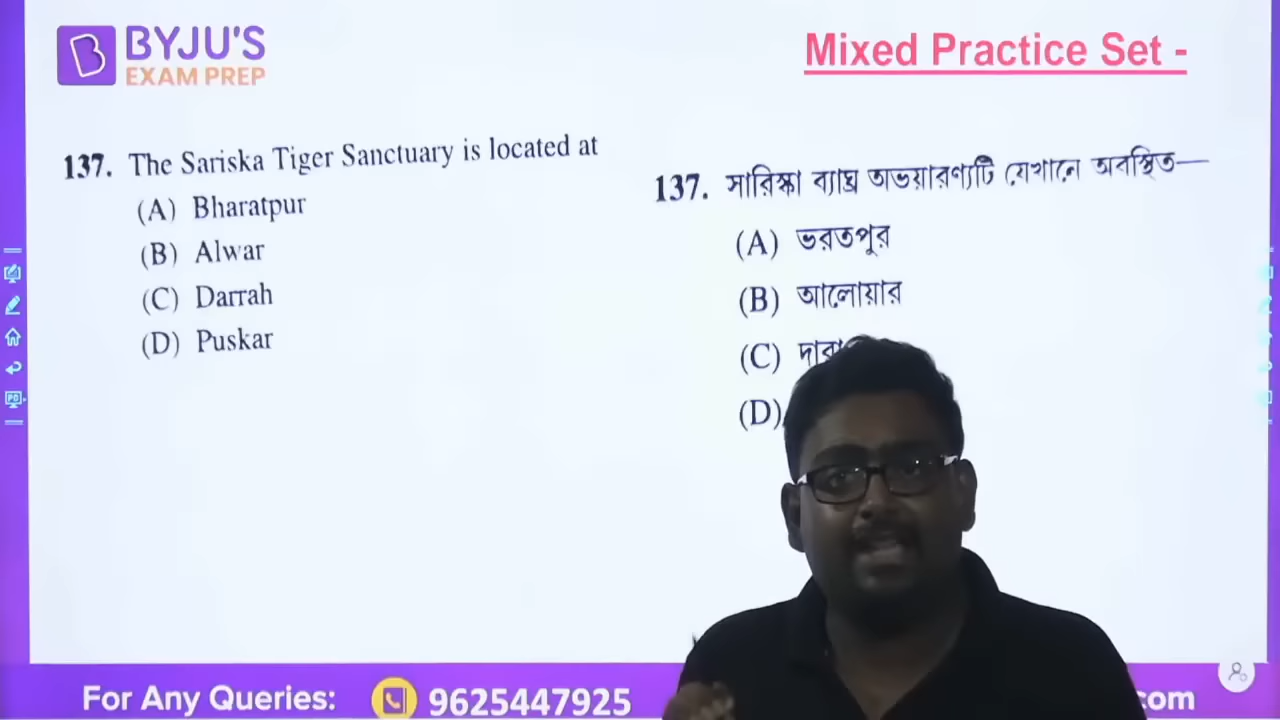 BYJU'S
EXAM PREP
Mixed Practice Set -
137. The Sariska Tiger Sanctuary is located at
(A) Bharatpur
(B) Alwar
(C) Darrah
(D) Puskar
137. সারিস্কা ব্যাঘ্র অভয়ারণ্যটি যেখানে অবস্থিত—
(A) ভরতপুর
(B) আলোয়ার
(C)
(D)
For Any Queries: 9625447925
.com